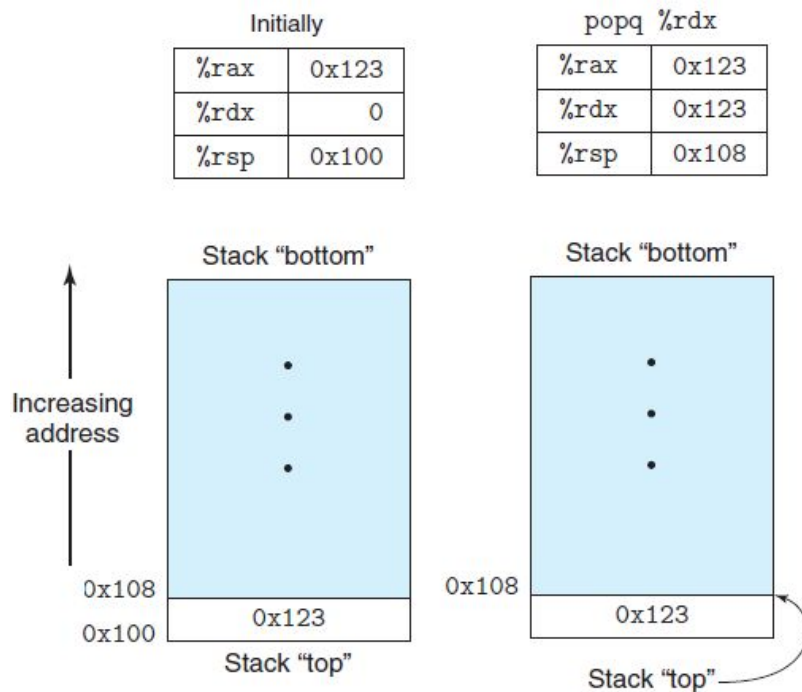 Initially
%rax 0x123
%rdx 0
%rsp 0x100
popq %rdx
%rax 0x123
%rdx 0x123
%rsp 0x108
Stack “bottom”
Increasing
address
0x108
0x123
0x100
Stack “top”
Stack “bottom”
0x108
0x123
Stack “top”